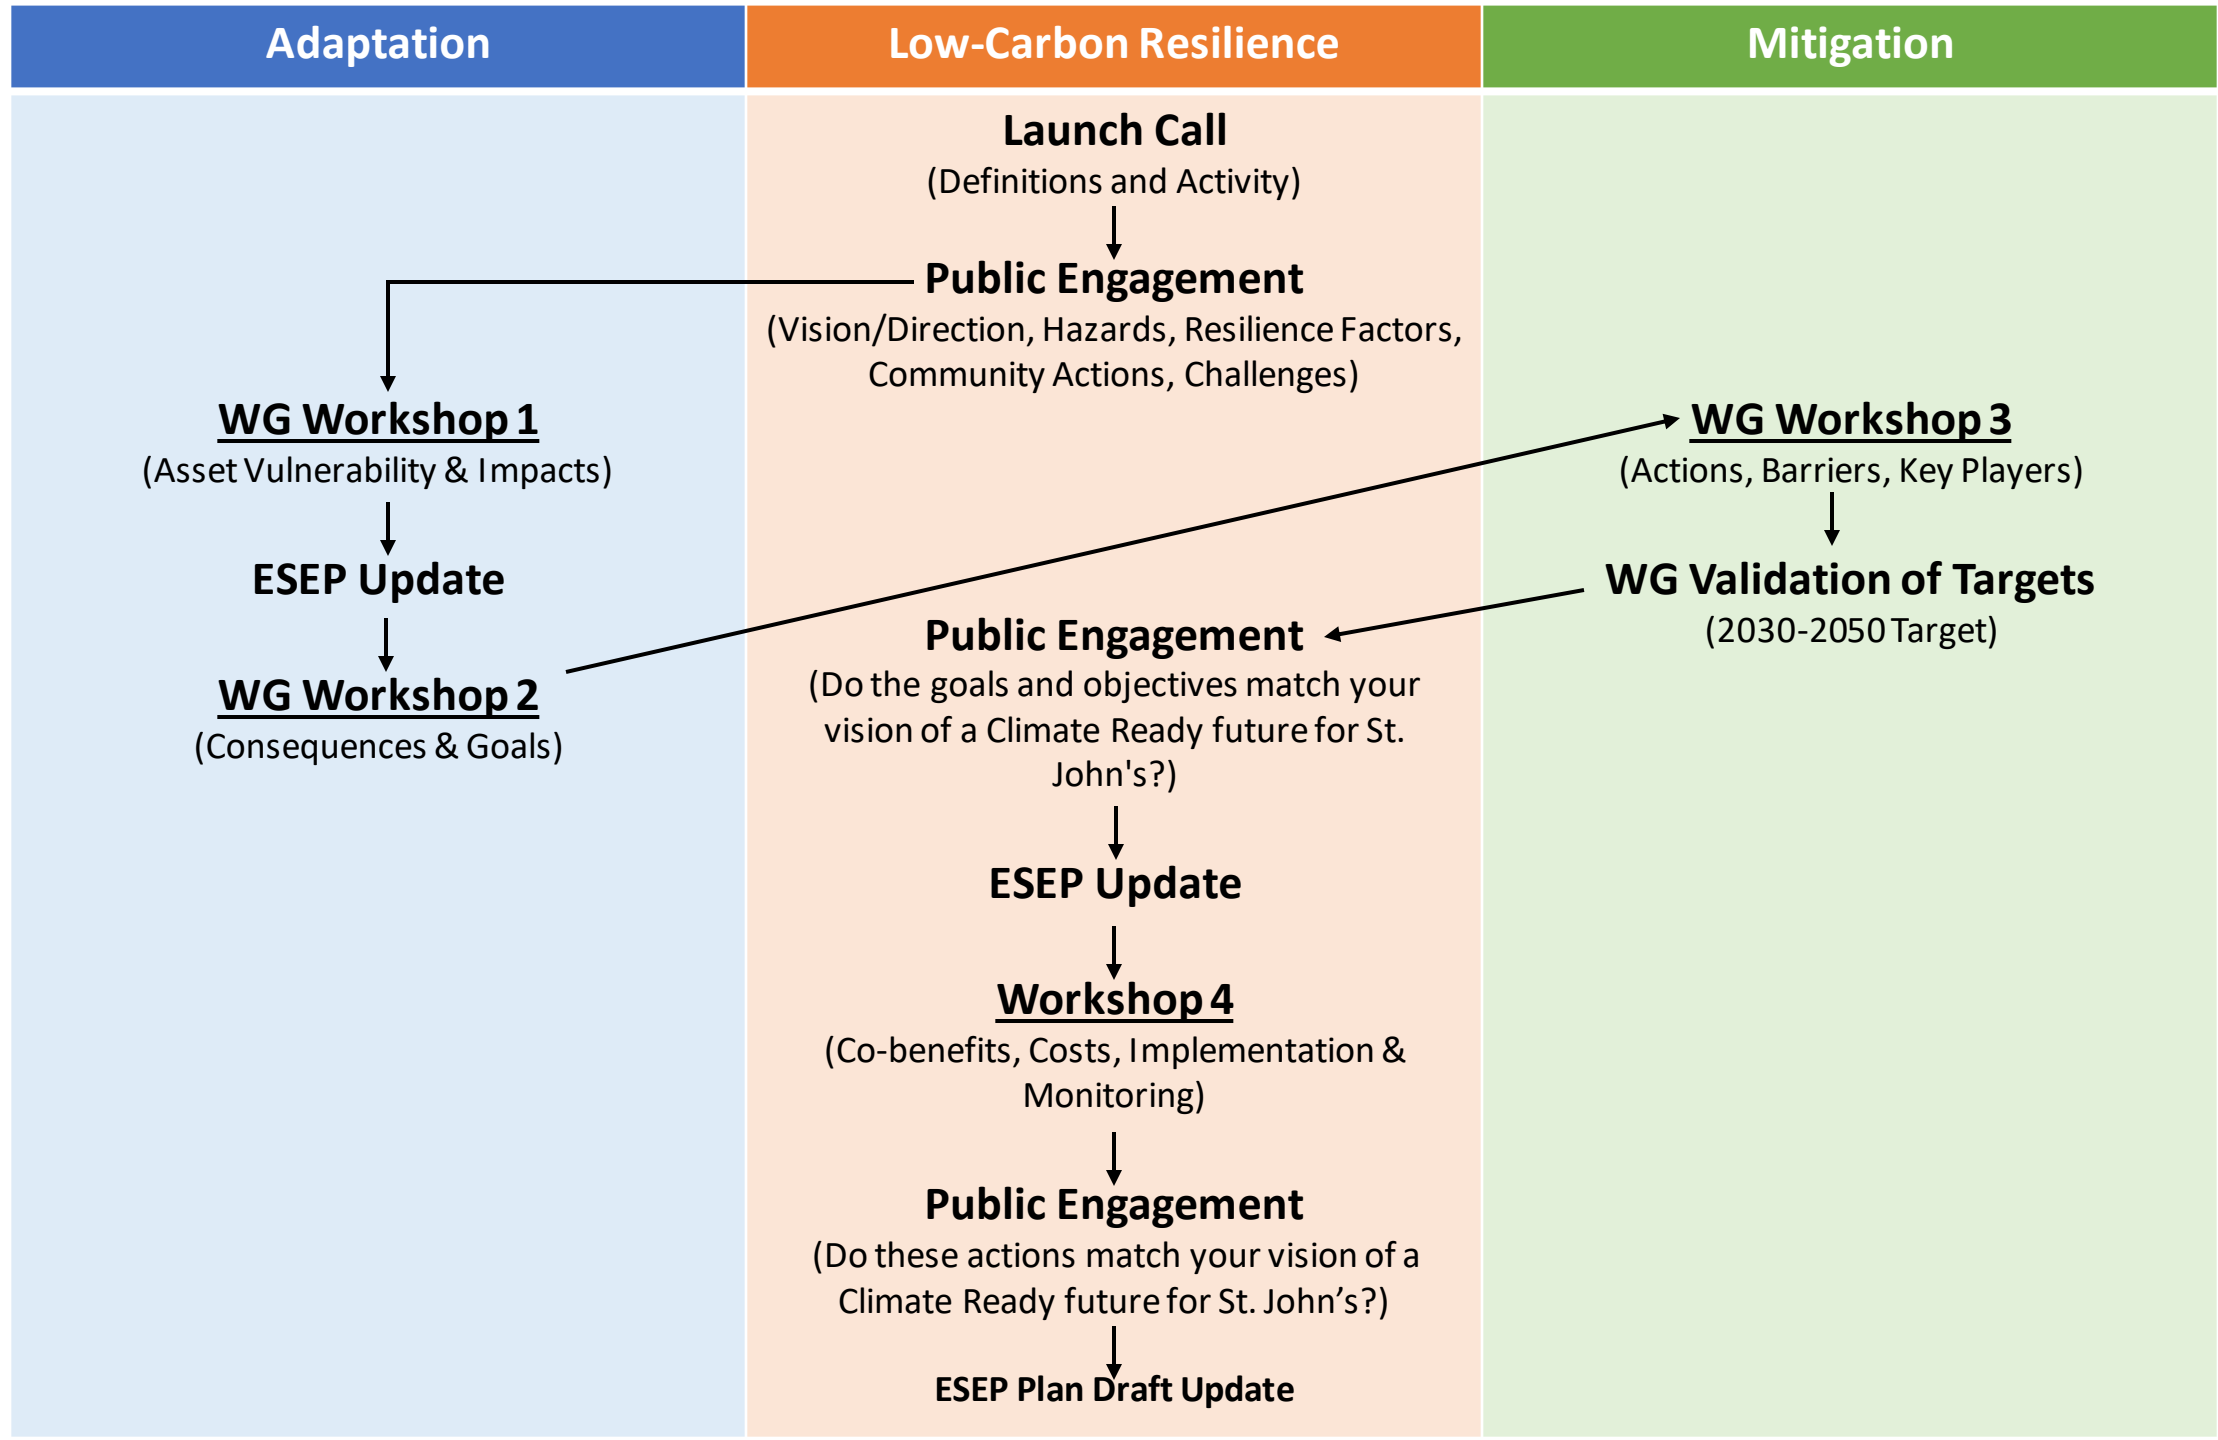 Adaptation
Low-Carbon Resilience
Mitigation
Launch Call
(Definitions and Activity)
Public Engagement
(Vision/Direction, Hazards, Resilience Factors,
Community Actions, Challenges)
WG Workshop 1
(Asset Vulnerability & Impacts)
ESEP Update
WG Workshop 2
(Consequences & Goals)
WG Workshop 3
(Actions, Barriers, Key Players)
WG Validation of Targets
(2030-2050 Target)
Public Engagement
(Do the goals and objectives match your
vision of a Climate Ready future for St.
John's?)
ESEP Update
Workshop 4
(Co-benefits, Costs, Implementation &
Monitoring)
Public Engagement
(Do these actions match your vision of a
Climate Ready future for St. John’s?)
ESEP Plan Draft Update